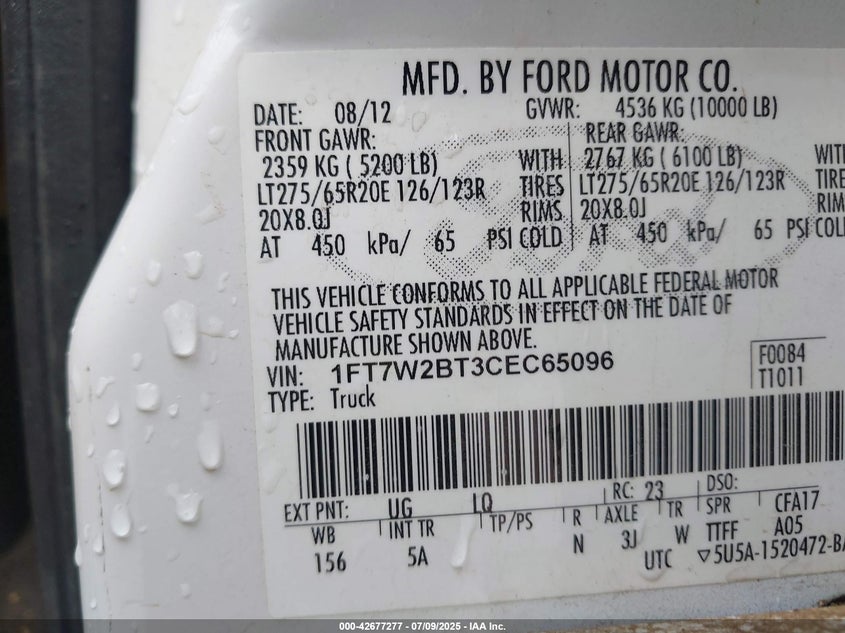 MFD. BY FORD MOTOR CO.
DATE: 08/12 GVWR: 4536 KG (10000 LB)
FRONT GAWR: REAR GAWR:
2359 KG ( 5200 LB) WITH 2767 KG ( 6100 LB) WITH
LT275/65R20E 126/123R TIRES LT275/65R20E 126/123R TIRE
20X8.0J RIMS 20X8.0J RIM
AT 450 kPa/ 65 PSI COLD AT 450 kPa/ 65 PSI COL
THIS VEHICLE CONFORMS TO ALL APPLICABLE FEDERAL MOTOR
VEHICLE SAFETY STANDARDS IN EFFECT ON THE DATE OF
MANUFACTURE SHOWN ABOVE.
VIN: 1FT7W2BT3CEC65096 F0084
TYPE: Truck T1011
EXT PNT: UG LQ RC: 23 DSO:
WB INT TR TP/PS R AXLE TR SPR CFA17
156 5A N 3J W TTFF A05
UTC ▽5U5A-1520472-BA
000-42677277 - 07/09/2025 - IAA Inc.